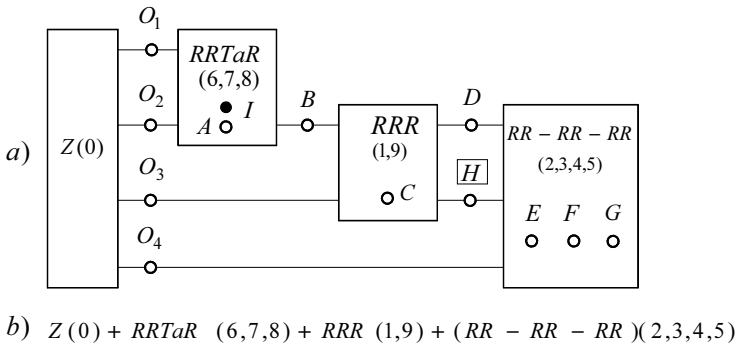 O1
RRTaR
(6,7,8)
O2
I
A
B
D
RRR
(1,9)
RR – RR – RR
(2,3,4,5)
a)
Z(0)
O3
H
C
E F G
O4
b) Z(0) + RRTaR (6,7,8) + RRR (1,9) + (RR – RR – RR)(2,3,4,5)